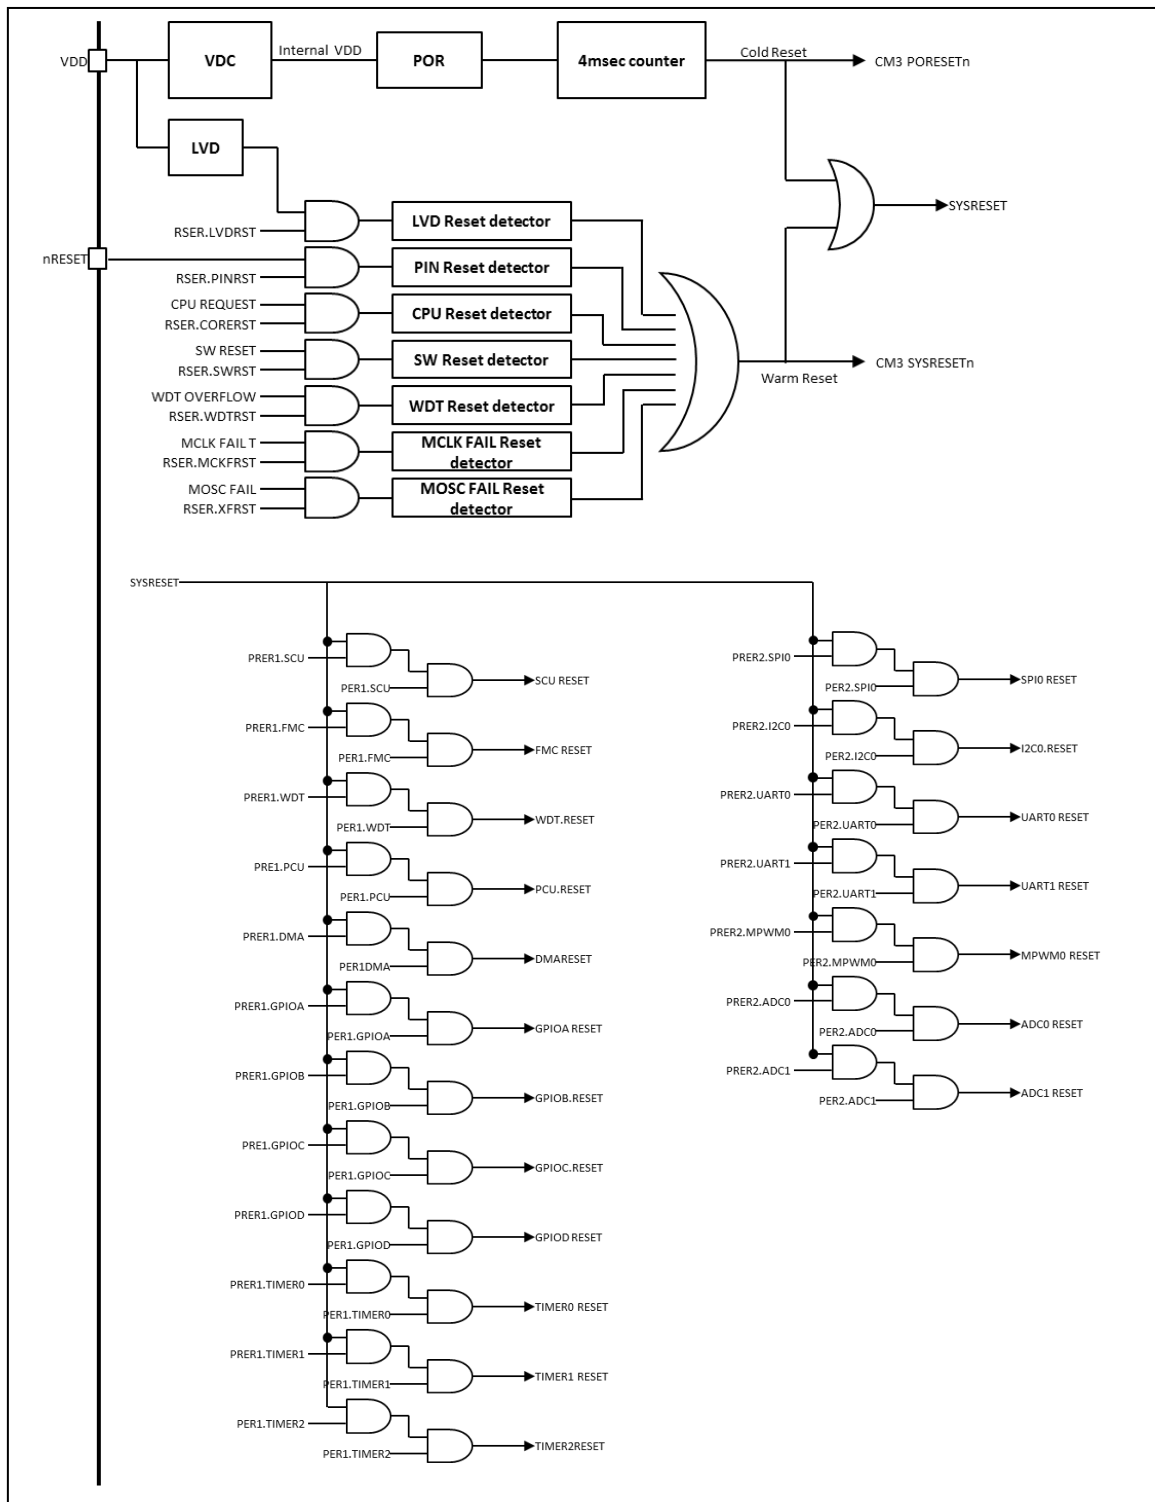 VDD
VDC
Internal VDD
POR
4msec counter
Cold Reset
CM3 PORESETn
LVD
SYSRESET
RSER.LVDRST
LVD Reset detector
nRESET
RSER.PINRST
PIN Reset detector
CPU REQUEST
RSER.CORERST
CPU Reset detector
SW RESET
RSER.SWRST
SW Reset detector
CM3 SYSRESETn
Warm Reset
WDT OVERFLOW
RSER.WDTRST
WDT Reset detector
MCLK FAIL T
RSER.MCKFRST
MCLK FAIL Reset
detector
MOSC FAIL
RSER.XFRST
MOSC FAIL Reset
detector
SYSRESET
PRER1.SCU
PER1.SCU
SCU RESET
PRER1.FMC
PER1.FMC
FMC RESET
PRER1.WDT
PER1.WDT
WDT.RESET
PRE1.PCU
PER1.PCU
PCU.RESET
PRER1.DMA
PER1DMA
DMARESET
PRER1.GPIOA
PER1.GPIOA
GPIOA RESET
PRER1.GPIOB
PER1.GPIOB
GPIOB.RESET
PRE1.GPIOC
PER1.GPIOC
GPIOC.RESET
PRER1.GPIOD
PER1.GPIOD
GPIOD RESET
PRER1.TIMER0
PER1.TIMER0
TIMER0 RESET
PRER1.TIMER1
PER1.TIMER1
TIMER1 RESET
PER1.TIMER2
PER1.TIMER2
TIMER2RESET
PRER2.SPI0
PER2.SPI0
SPI0 RESET
PRER2.I2C0
PER2.I2C0
I2C0.RESET
PRER2.UART0
PER2.UART0
UART0 RESET
PRER2.UART1
PER2.UART1
UART1 RESET
PRER2.MPWM0
PER2.MPWM0
MPWM0 RESET
PRER2.ADC0
PER2.ADC0
ADC0 RESET
PRER2.ADC1
PER2.ADC1
ADC1 RESET